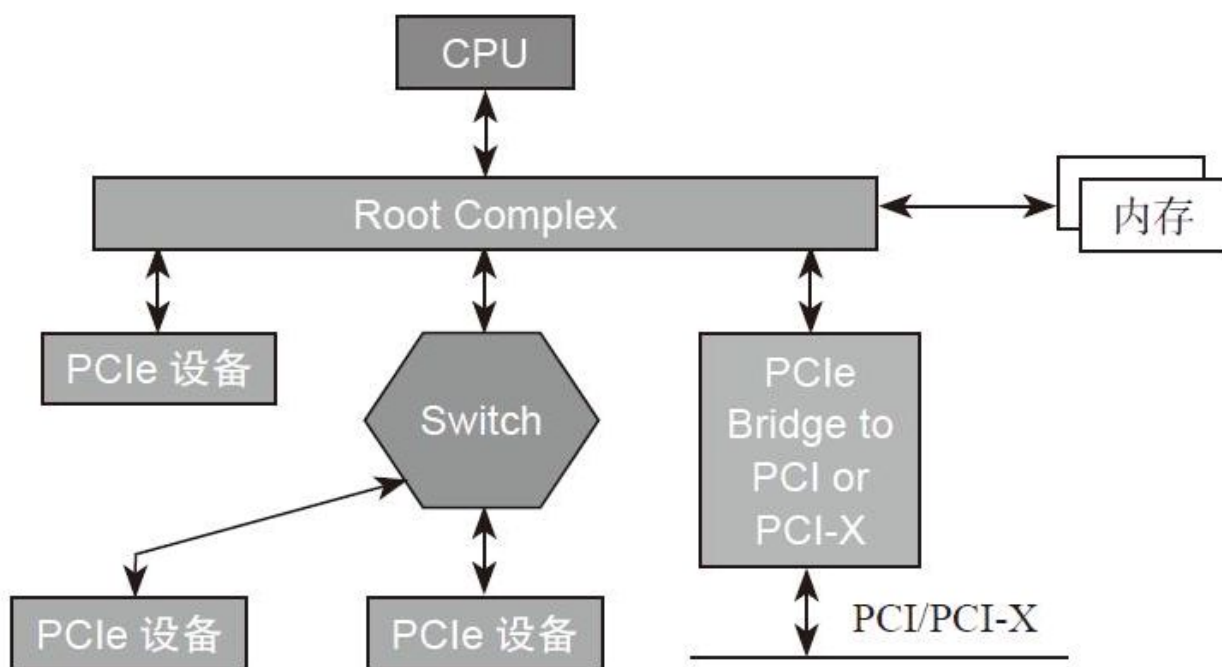 CPU
Root Complex
内存
PCIe 设备
Switch
PCIe
Bridge to
PCI or
PCI-X
PCIe 设备
PCIe 设备
PCI/PCI-X